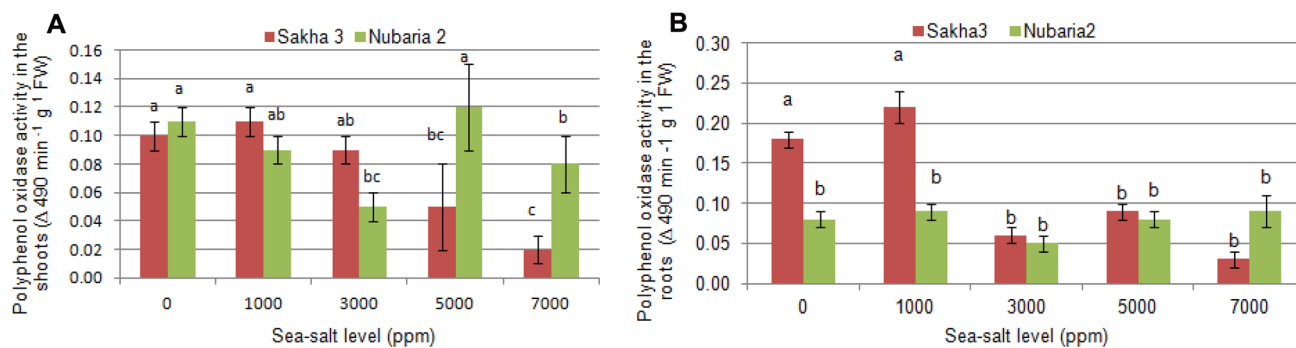 A
Sakha 3 Nubaria 2
Polyphenol oxidase activity in the
shoots (Δ 490 min -1 g 1 FW)
0.16
0.14
0.12
0.10
0.08
0.06
0.04
0.02
0.00
a a a ab ab bc bc a c b
0 1000 3000 5000 7000
Sea-salt level (ppm)
B
Sakha3 Nubaria2
Polyphenol oxidase activity in the
roots (Δ 490 min -1 g 1 FW)
0.30
0.25
0.20
0.15
0.10
0.05
0.00
a b a b b b b b b b
0 1000 3000 5000 7000
Sea-salt level (ppm)